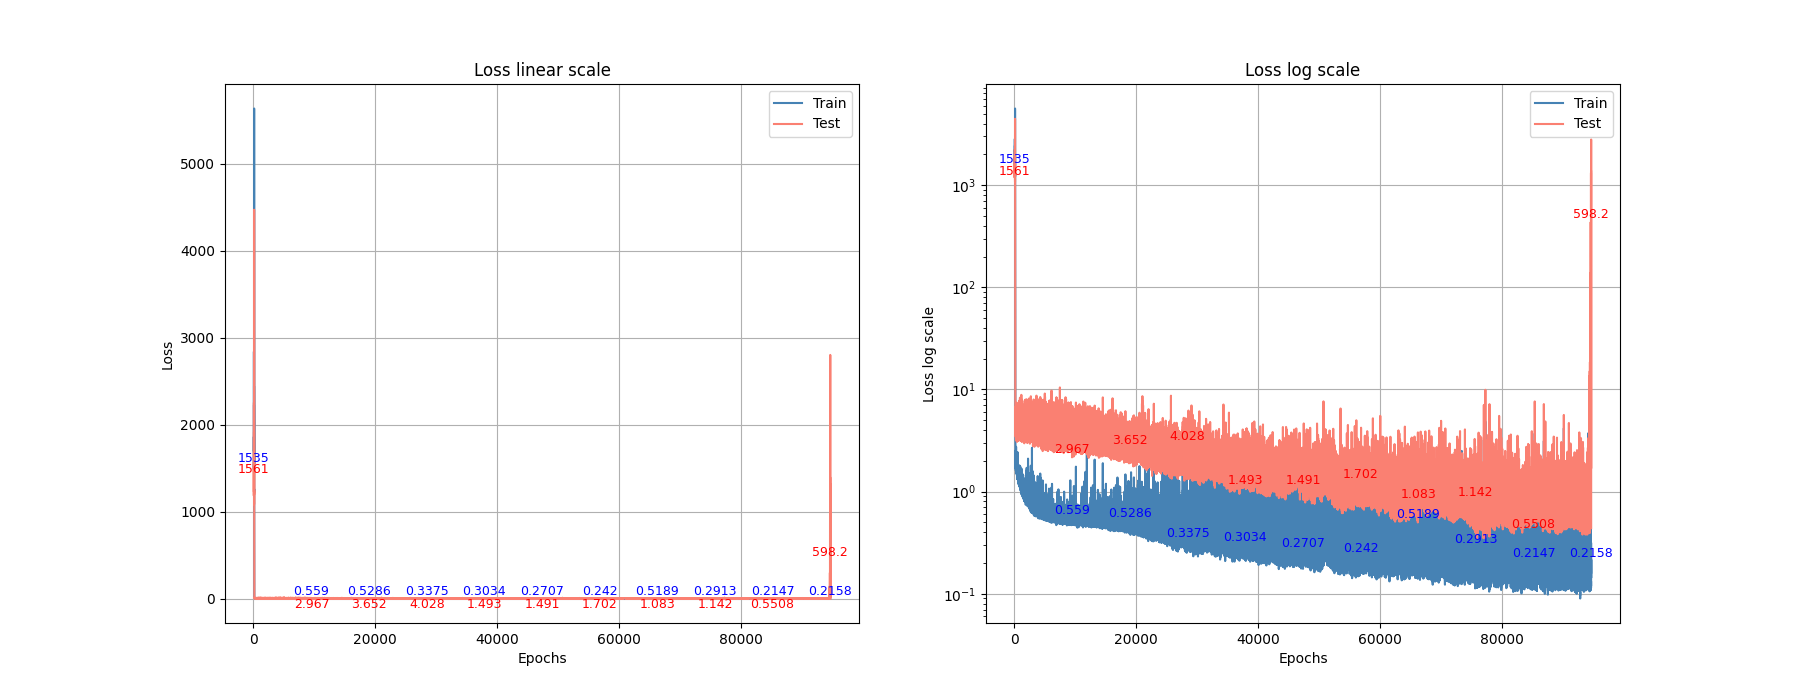 Loss linear scale
Loss
5000
4000
3000
2000
1000
0
Train
Test
1535
1561
598.2
0.559 0.5286 0.3375 0.3034 0.2707 0.242 0.5189 0.2913 0.2147 0.2158
2.967 3.652 4.028 1.493 1.491 1.702 1.083 1.142 0.5508
0 20000 40000 60000 80000
Epochs
Loss log scale
Loss log scale
10³
10²
10¹
10⁰
10⁻¹
Train
Test
1535
1561
598.2
2.967 3.652 4.028 1.493 1.491 1.702 1.083 1.142 0.5508
0.559 0.5286 0.3375 0.3034 0.2707 0.242 0.5189 0.2913 0.2147 0.2158
0 20000 40000 60000 80000
Epochs